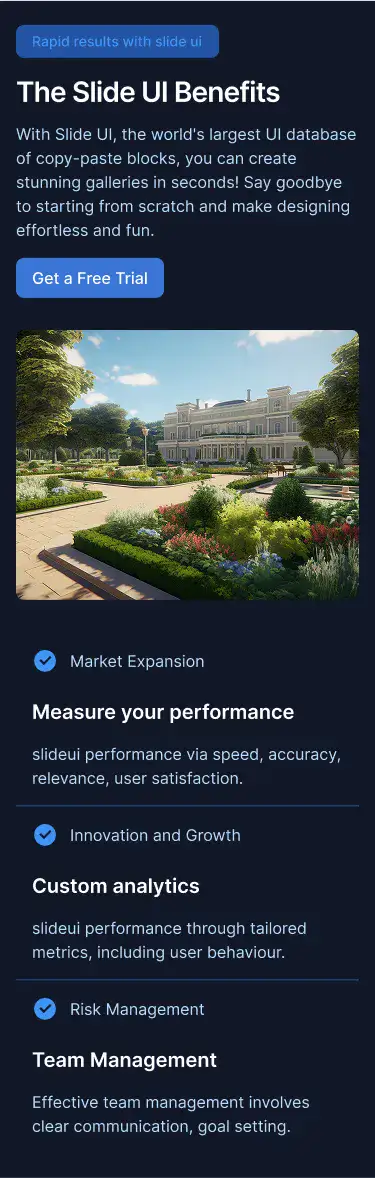 Rapid results with slide ui
The Slide UI Benefits
With Slide UI, the world's largest UI database
of copy-paste blocks, you can create
stunning galleries in seconds! Say goodbye
to starting from scratch and make designing
effortless and fun.
Get a Free Trial
Market Expansion
Measure your performance
slideui performance via speed, accuracy,
relevance, user satisfaction.
Innovation and Growth
Custom analytics
slideui performance through tailored
metrics, including user behaviour.
Risk Management
Team Management
Effective team management involves
clear communication, goal setting.